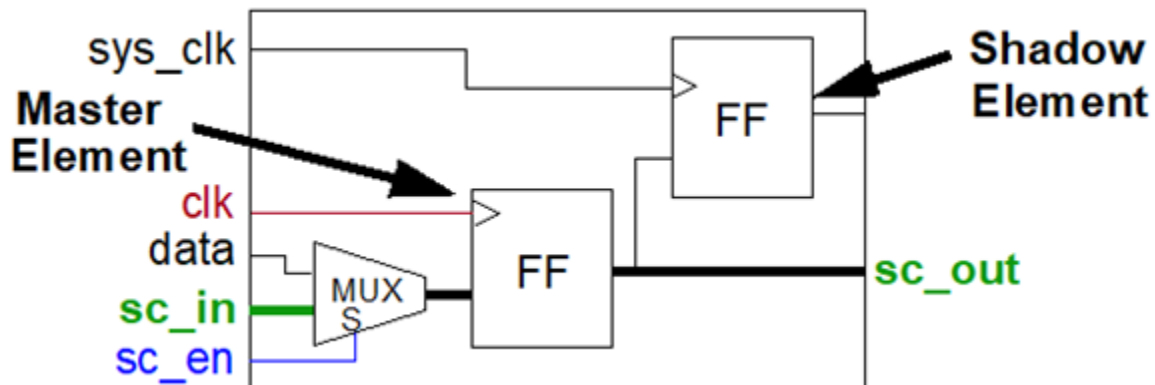 sys_clk
Shadow
Element
FF
Master
Element
clk
data
MUX
S
FF
sc_in
sc_out
sc_en